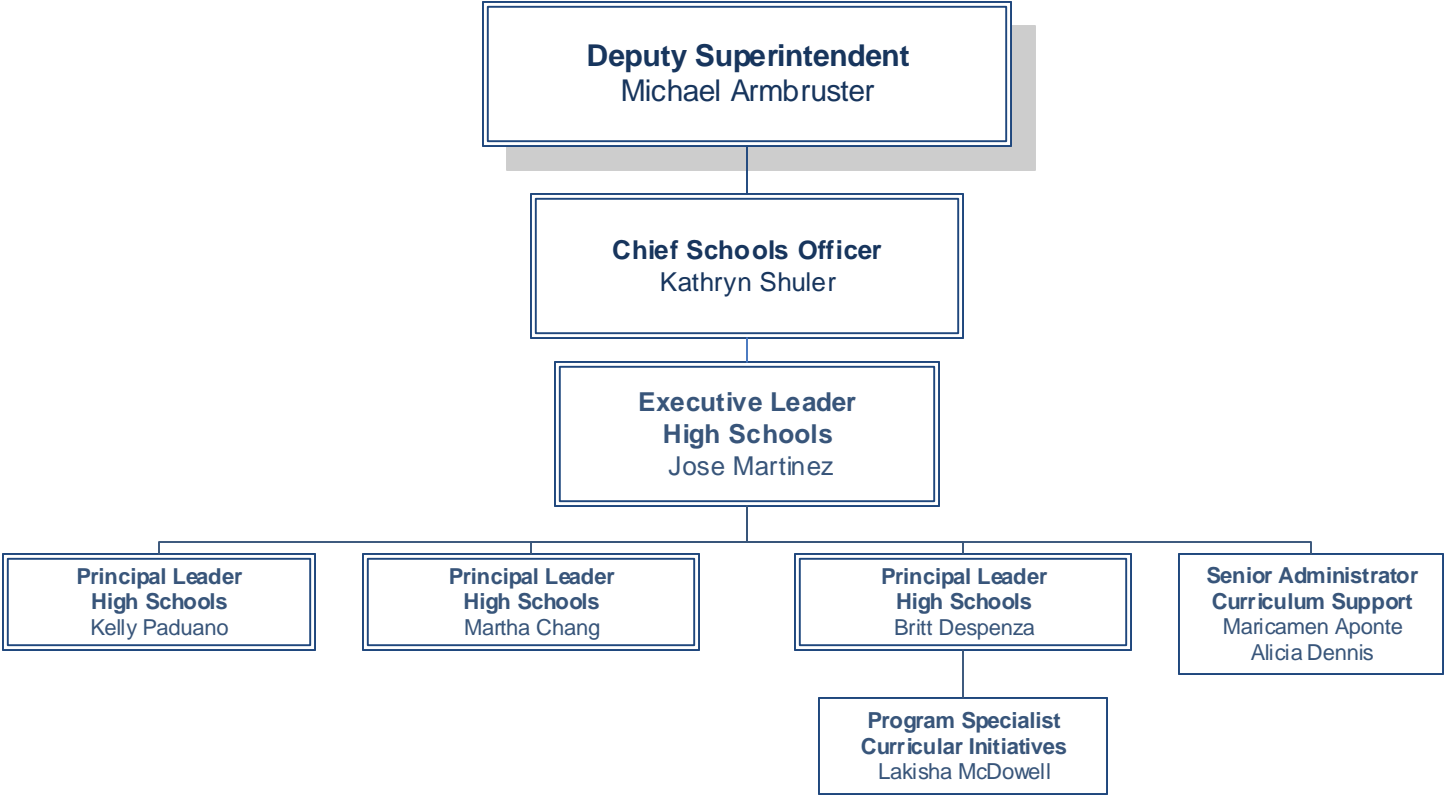 Deputy Superintendent
Michael Armbruster
Chief Schools Officer
Kathryn Shuler
Executive Leader
High Schools
Jose Martinez
Principal Leader
High Schools
Kelly Paduano
Principal Leader
High Schools
Martha Chang
Principal Leader
High Schools
Britt Despenza
Senior Administrator
Curriculum Support
Maricamen Aponte
Alicia Dennis
Program Specialist
Curricular Initiatives
Lakisha McDowell